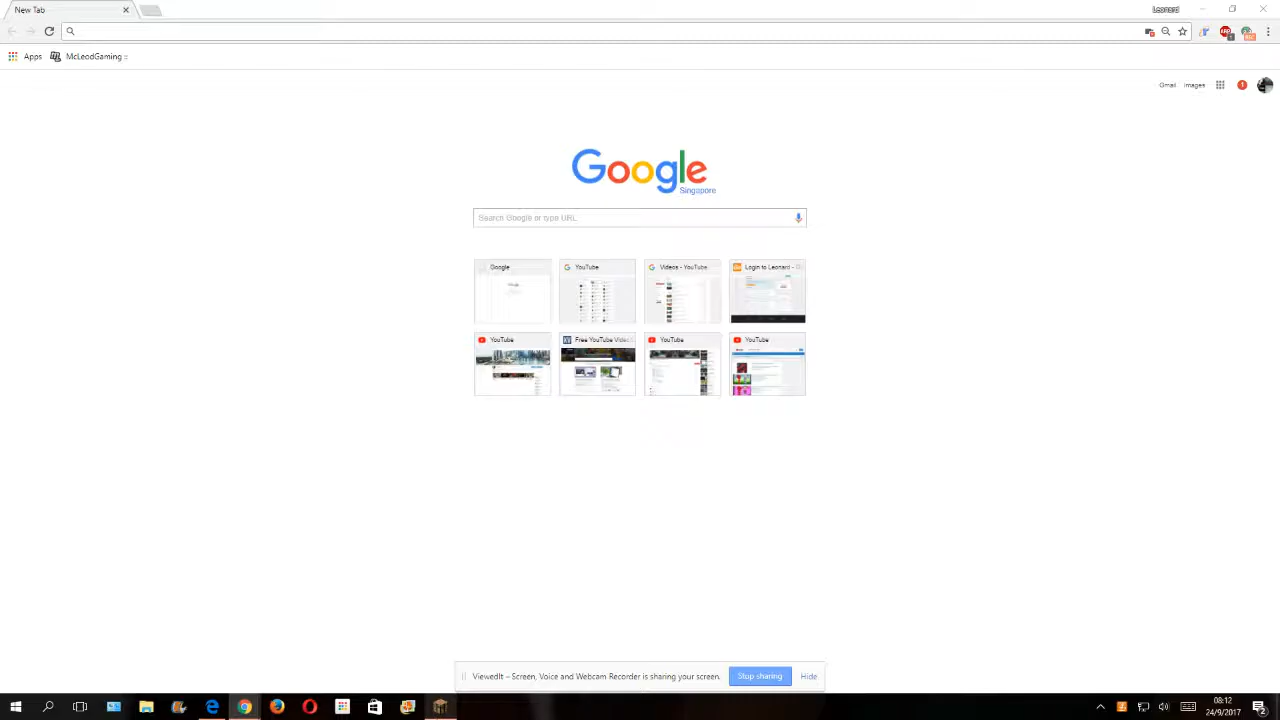 New Tab
Leonard
Apps
McLeodGaming ::
Gmail Images
Google
Singapore
Search Google or type URL
Google
YouTube
Videos - YouTube
Login to Leonard -
YouTube
Free YouTube Video
YouTube
YouTube
ViewedIt – Screen, Voice and Webcam Recorder is sharing your screen.
Stop sharing
Hide
08:12
24/9/2017